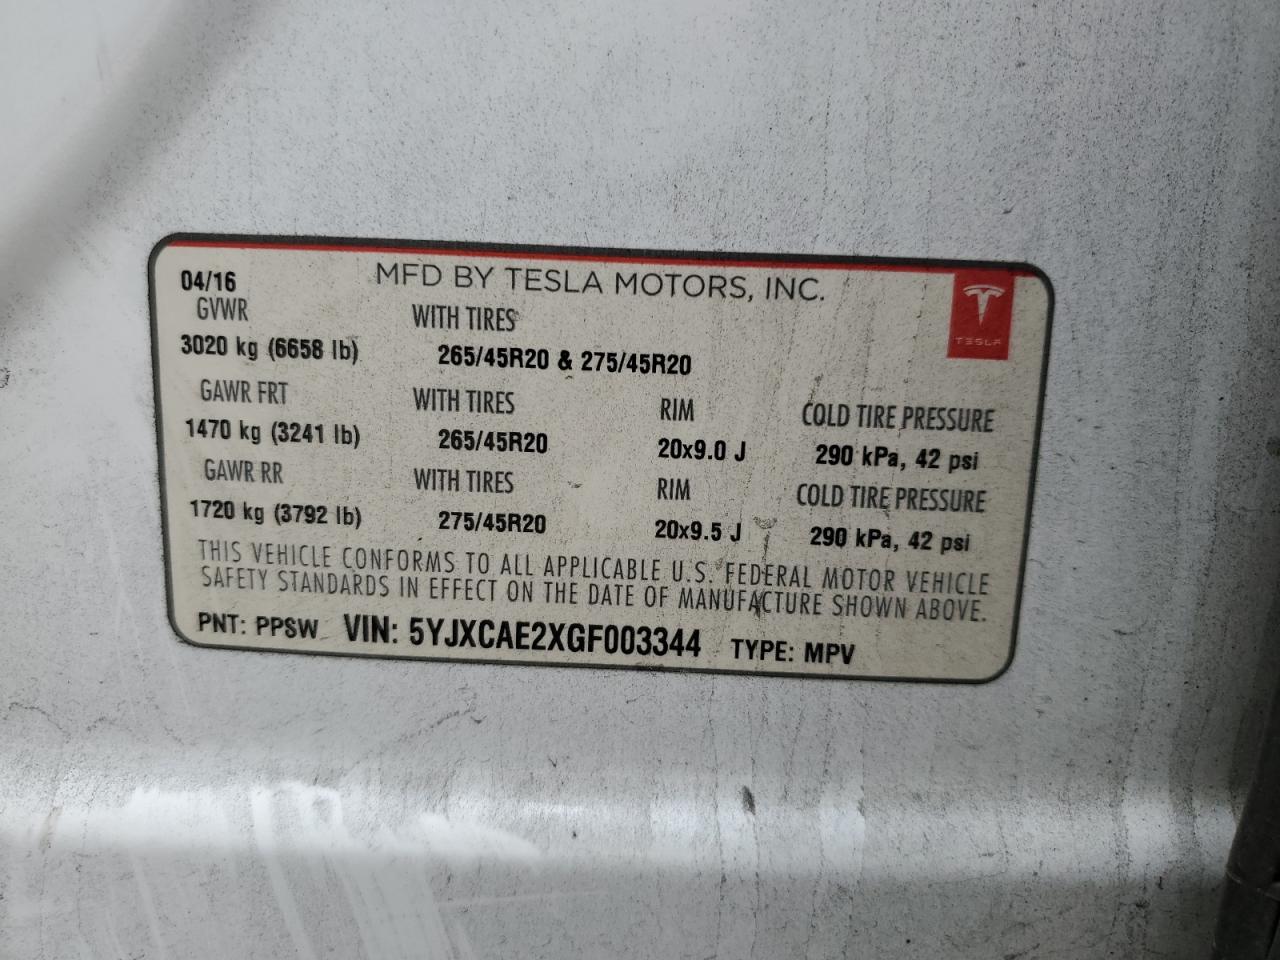 04/16 MFD BY TESLA MOTORS, INC.
TESLA
GVWR WITH TIRES
3020 kg (6658 lb) 265/45R20 & 275/45R20
GAWR FRT WITH TIRES RIM COLD TIRE PRESSURE
1470 kg (3241 lb) 265/45R20 20x9.0 J 290 kPa, 42 psi
GAWR RR WITH TIRES RIM COLD TIRE PRESSURE
1720 kg (3792 lb) 275/45R20 20x9.5 J 290 kPa, 42 psi
THIS VEHICLE CONFORMS TO ALL APPLICABLE U.S. FEDERAL MOTOR VEHICLE
SAFETY STANDARDS IN EFFECT ON THE DATE OF MANUFACTURE SHOWN ABOVE.
PNT: PPSW VIN: 5YJXCAE2XGF003344 TYPE: MPV